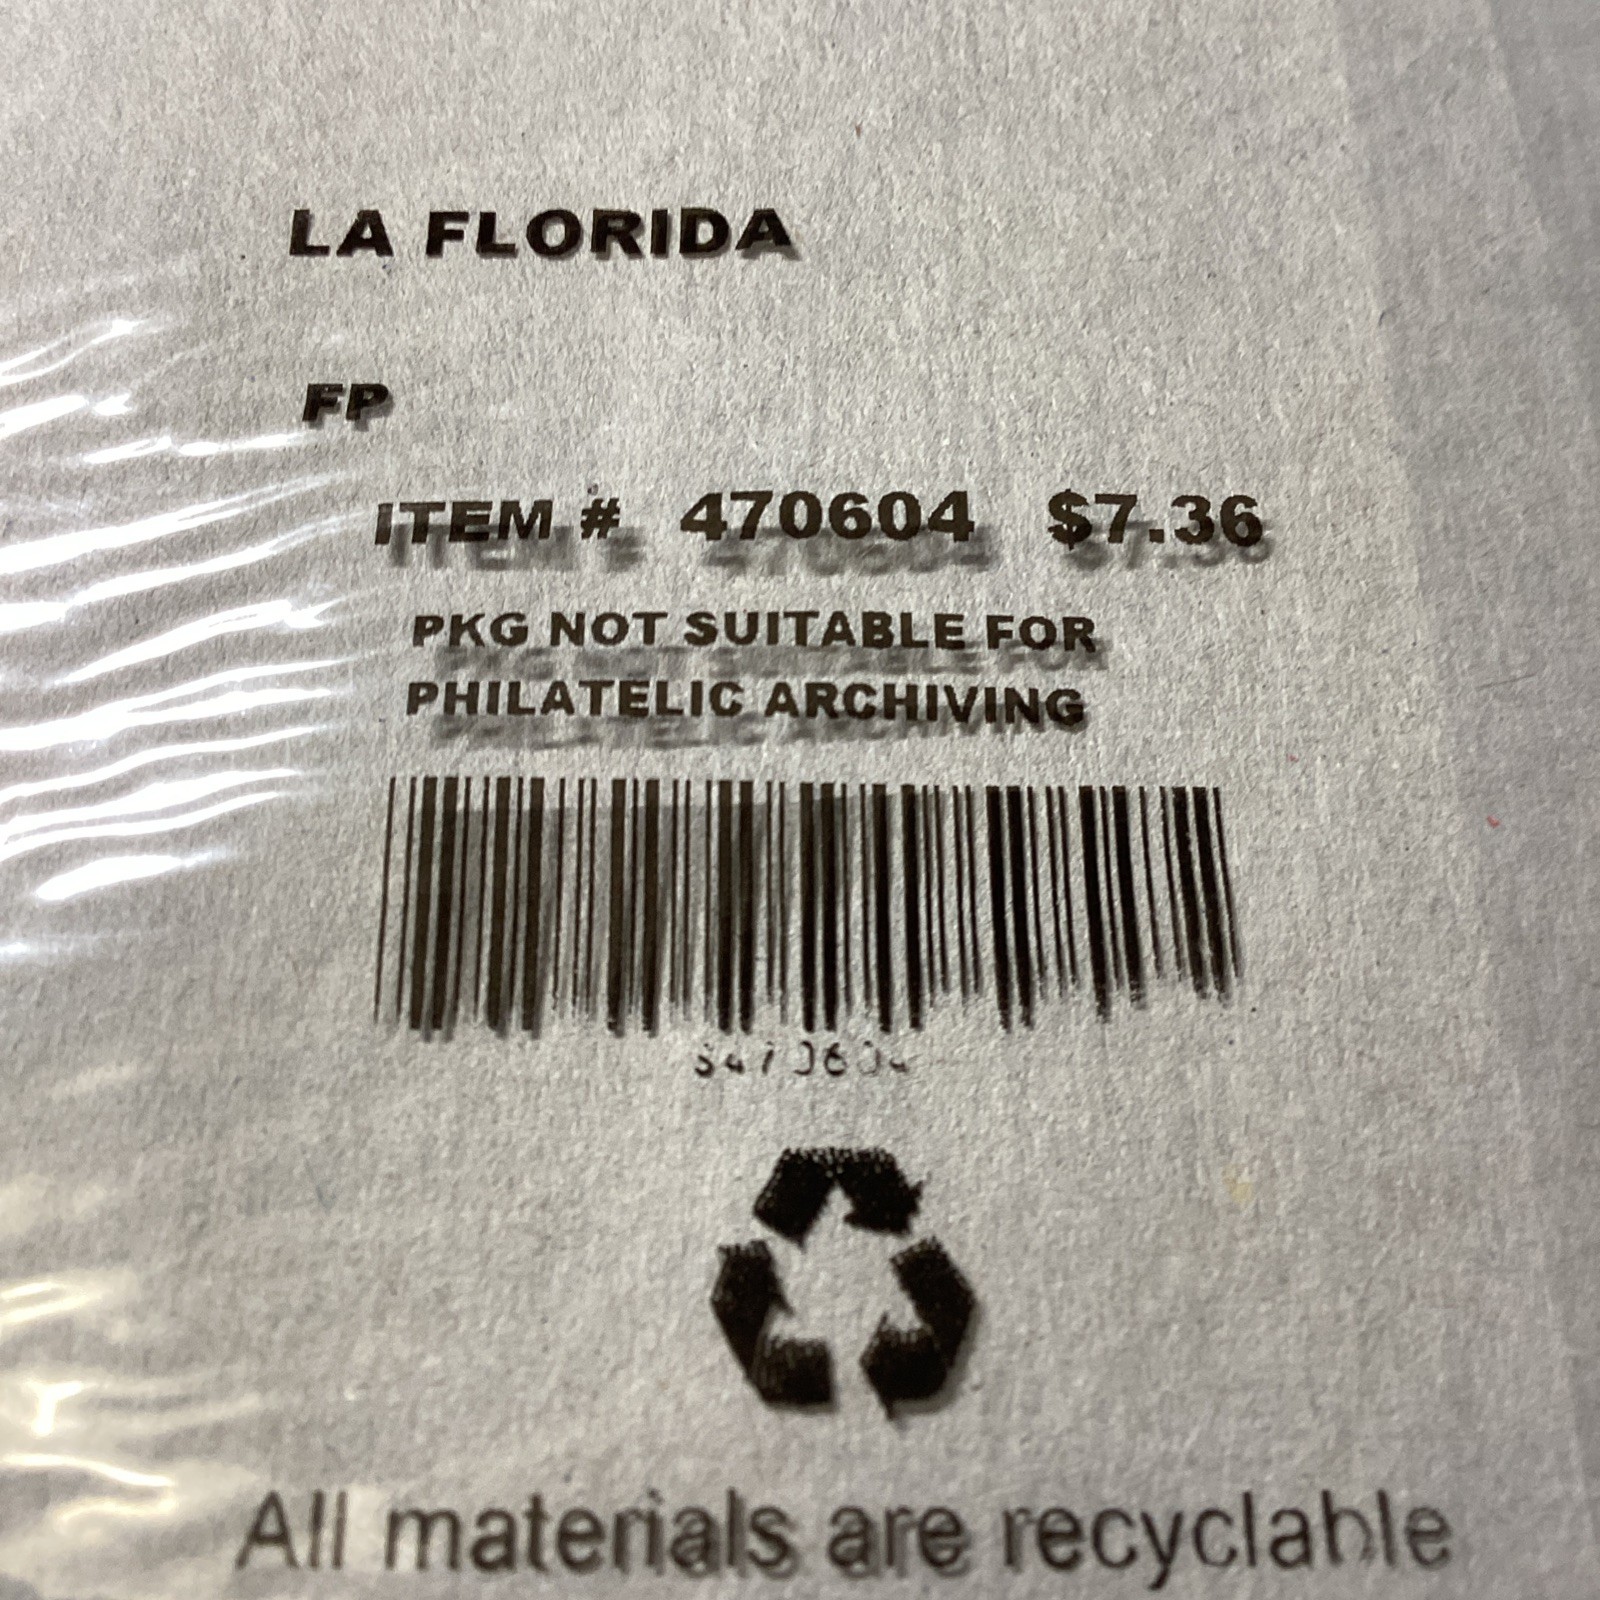 LA FLORIDA
FP
ITEM # 470604 $7.36
PKG NOT SUITABLE FOR
PHILATELIC ARCHIVING
All materials are recyclable